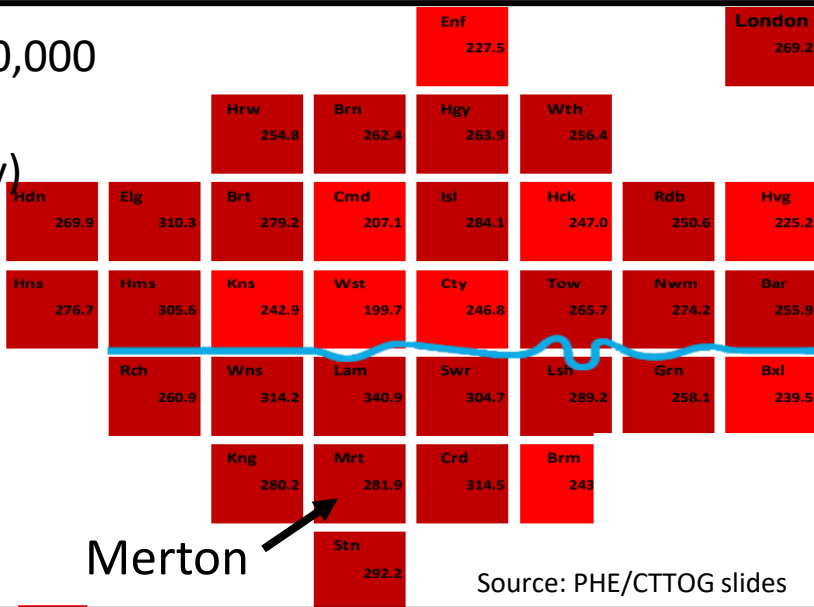 0,000
y)
Enf
227.5
London
269.2
Hrw
254.8
Brn
262.4
Hgy
263.9
Wth
256.4
Hdn
269.9
Elg
310.3
Brt
279.2
Cmd
207.1
Isl
284.1
Hck
247.0
Rdb
250.6
Hvg
225.2
Hns
276.7
Hms
305.6
Kns
242.9
Wst
199.7
Cty
246.8
Tow
265.7
Nwm
274.2
Bar
255.9
Rch
260.9
Wns
314.2
Lam
340.9
Swr
304.7
Lsh
289.2
Grn
258.1
Bxl
239.5
Kng
280.2
Mrt
281.9
Crd
314.5
Brm
243
Merton
Stn
292.2
Source: PHE/CTTOG slides